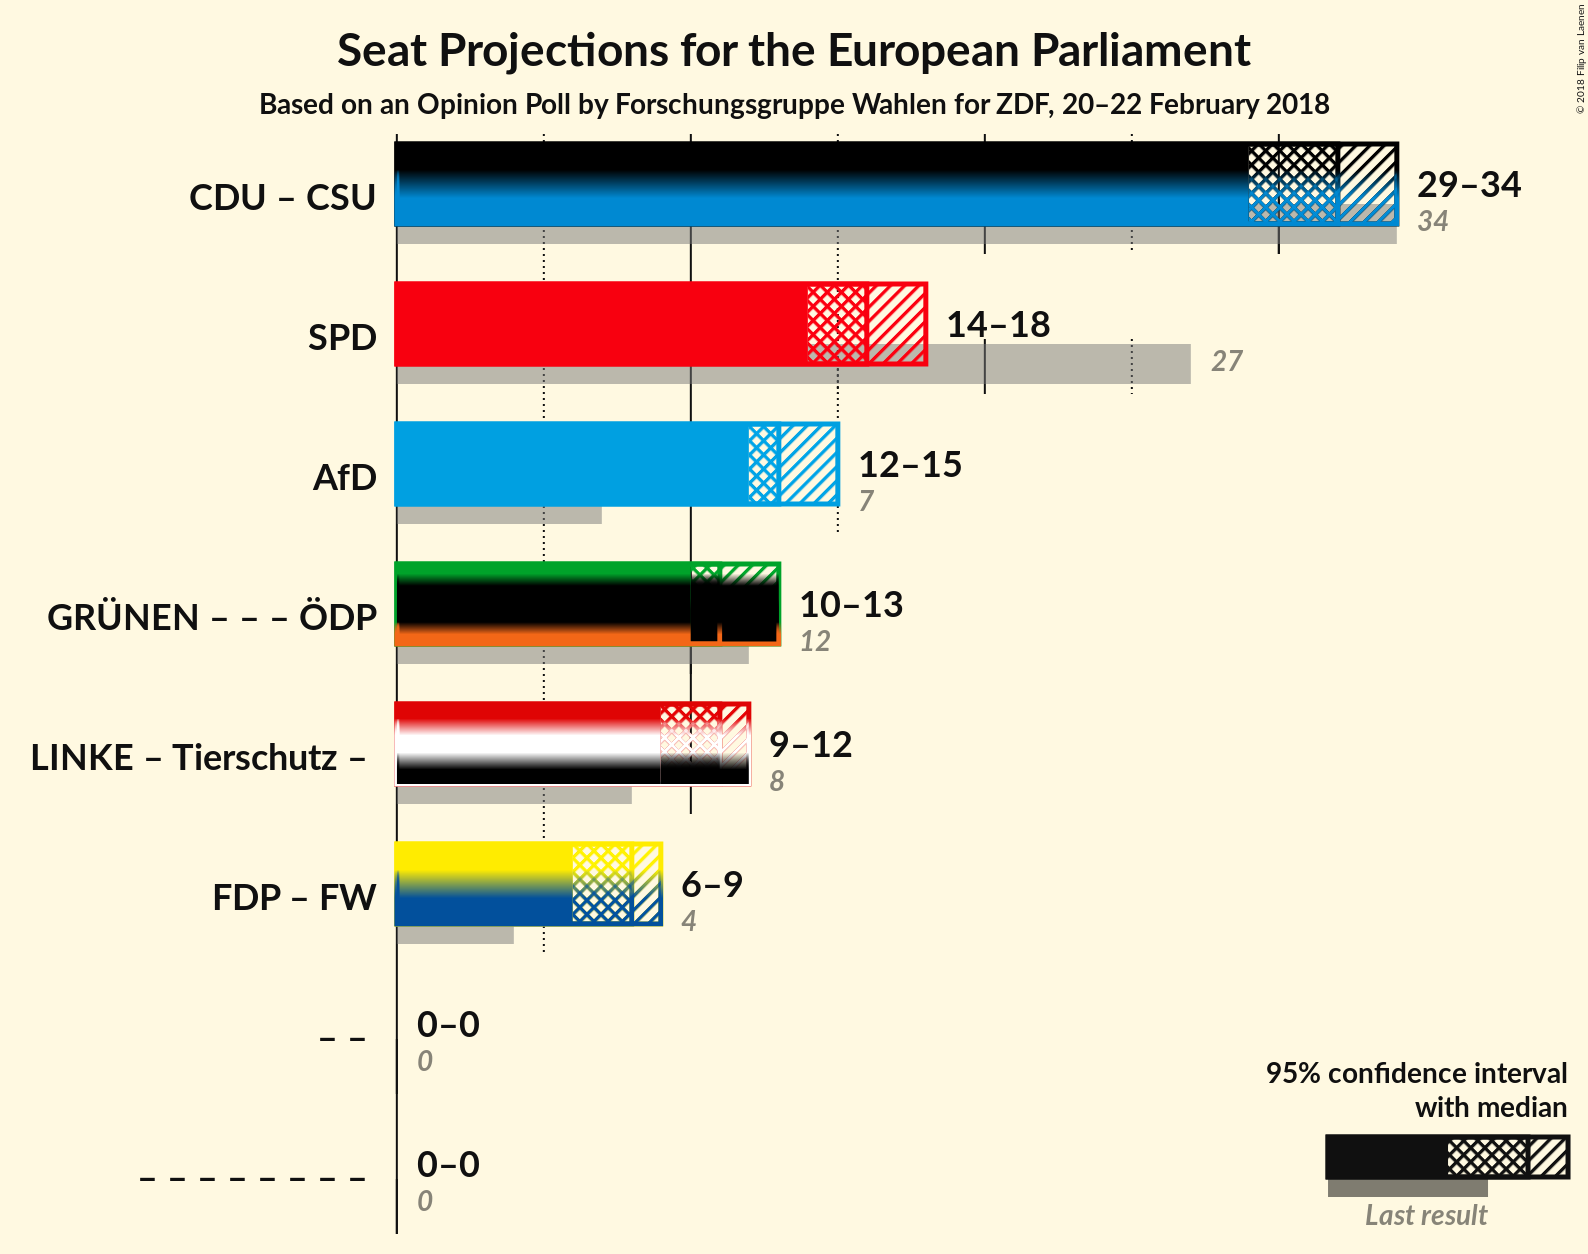 Seat Projections for the European Parliament
Based on an Opinion Poll by Forschungsgruppe Wahlen for ZDF, 20–22 February 2018
© 2018 Filip van Laenen
CDU – CSU
29–34
34
SPD
14–18
27
AfD
12–15
7
GRÜNEN – – – ÖDP
10–13
12
LINKE – Tierschutz –
9–12
8
FDP – FW
6–9
4
– –
0–0
0
– – – – – – – –
0–0
0
95% confidence interval
with median
Last result